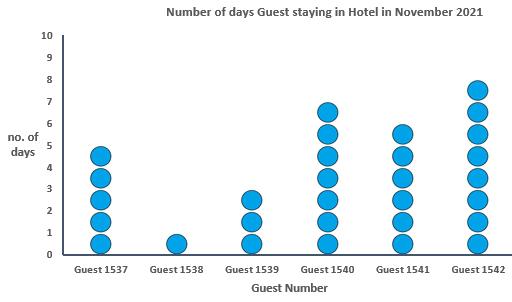 Number of days Guest staying in Hotel in November 2021
10
9
8
7
6
5
4
3
2
1
0
no. of
days
Guest 1537 Guest 1538 Guest 1539 Guest 1540 Guest 1541 Guest 1542
Guest Number